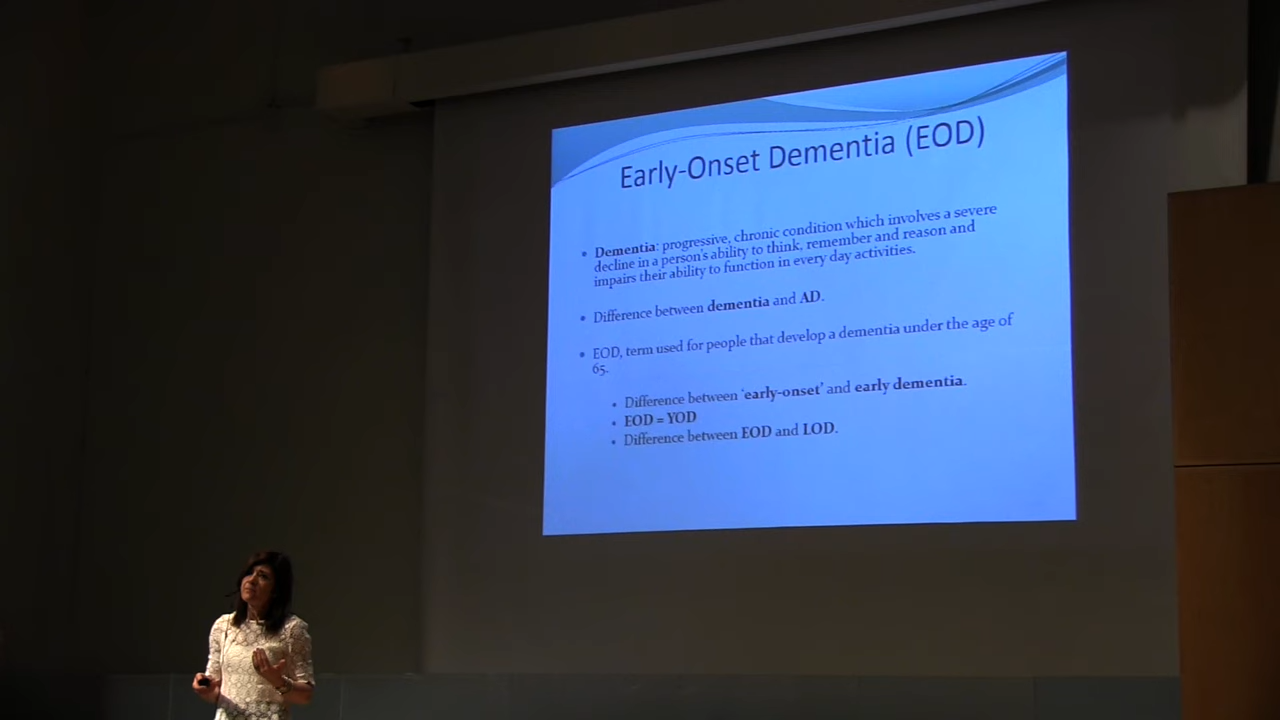 Early-Onset Dementia (EOD)
• Dementia: progressive, chronic condition which involves a severe
decline in a person's ability to think, remember and reason and
impairs their ability to function in every day activities.
• Difference between dementia and AD.
• EOD, term used for people that develop a dementia under the age of
65.
• Difference between 'early-onset' and early dementia.
• EOD = YOD
• Difference between EOD and LOD.